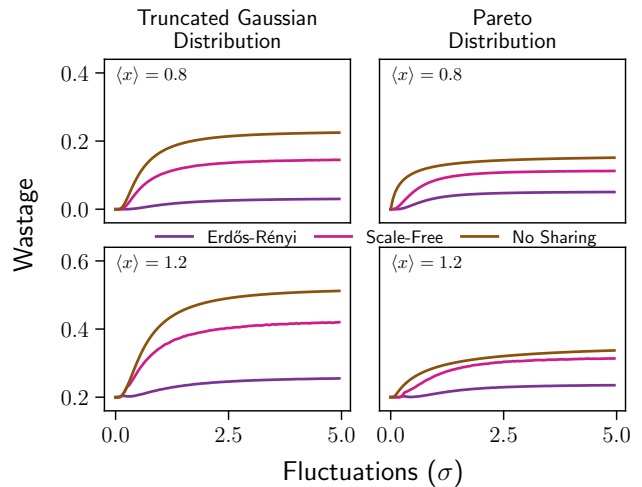 Truncated Gaussian
Distribution
Pareto
Distribution
⟨x⟩ = 0.8
⟨x⟩ = 0.8
0.4
0.2
0.0
Wastage
Erdős-Rényi
Scale-Free
No Sharing
⟨x⟩ = 1.2
⟨x⟩ = 1.2
0.6
0.4
0.2
0.0
2.5
5.0
0.0
2.5
5.0
Fluctuations (σ)